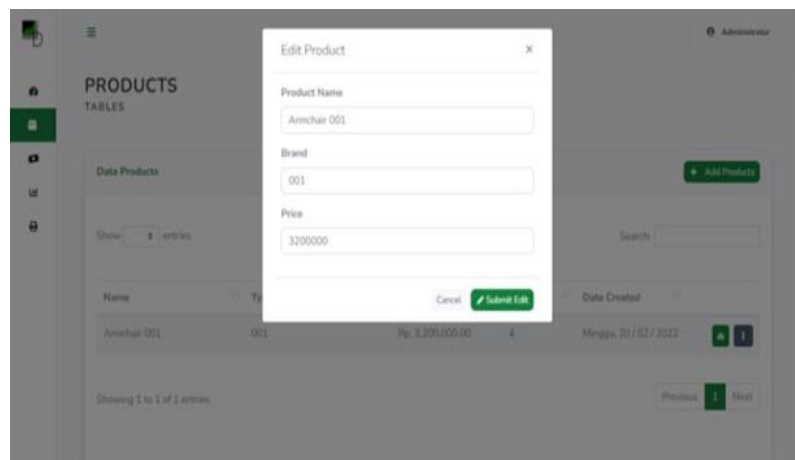 Administrator
Edit Product ×
PRODUCTS
TABLES
Product Name
Armchair 001
Brand
001
Price
3200000
Cancel Submit Edit
Data Products
+ Add Products
Show entries
Search:
Name Ty Date Created
Armchair 001 001 Rp. 3,200,000.00 4 Minggu, 20 / 02 / 2022
Showing 1 to 1 of 1 entries
Previous 1 Next